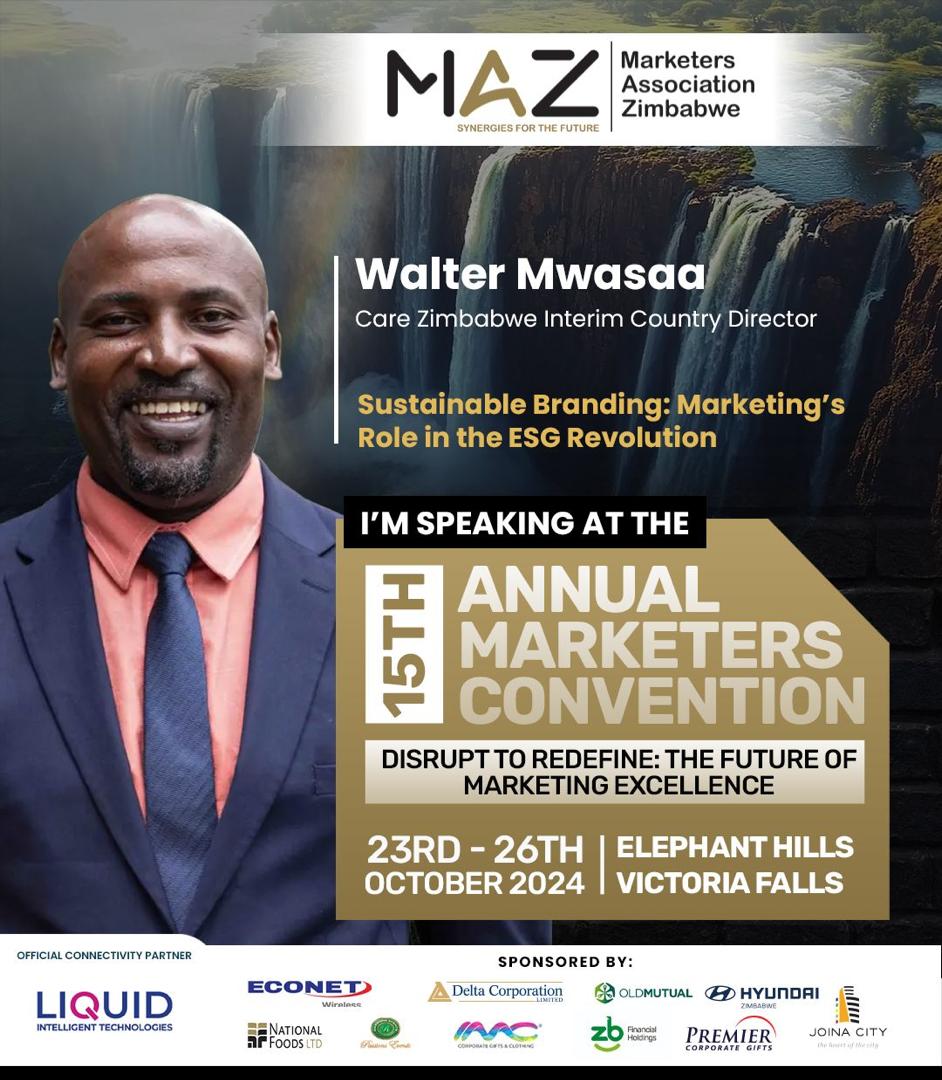 MAZ
SYNERGIES FOR THE FUTURE
Marketers
Association
Zimbabwe
Walter Mwasaa
Care Zimbabwe Interim Country Director
Sustainable Branding: Marketing's
Role in the ESG Revolution
I'M SPEAKING AT THE
15TH
ANNUAL
MARKETERS
CONVENTION
DISRUPT TO REDEFINE: THE FUTURE OF
MARKETING EXCELLENCE
23RD - 26TH
OCTOBER 2024
ELEPHANT HILLS
VICTORIA FALLS
OFFICIAL CONNECTIVITY PARTNER
LIQUID
INTELLIGENT TECHNOLOGIES
SPONSORED BY:
ECONET
Wireless
Delta Corporation
LIMITED
OLDMUTUAL
HYUNDAI
ZIMBABWE
NATIONAL
FOODS LTD
Passions Events
CORPORATE GIFTS & CLOTHING
zb Financial
Holdings
PREMIER
CORPORATE GIFTS
JOINA CITY
the heart of the city